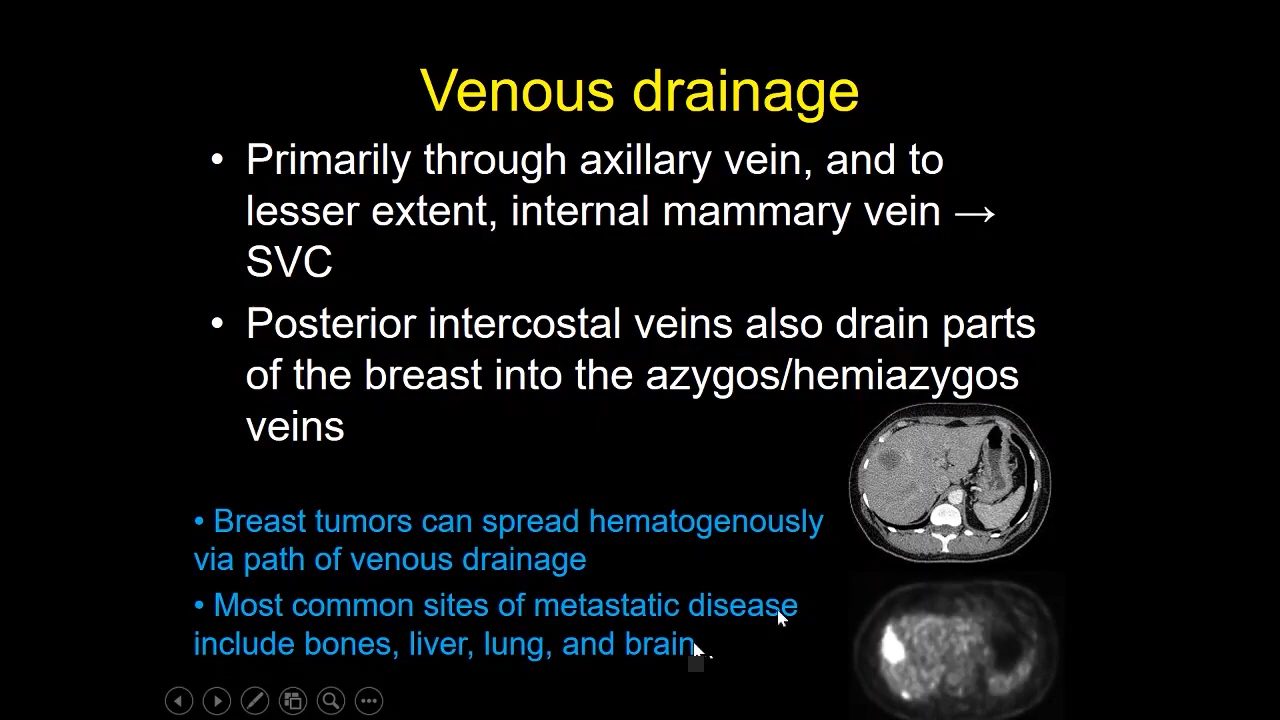 Venous drainage
• Primarily through axillary vein, and to
lesser extent, internal mammary vein →
SVC
• Posterior intercostal veins also drain parts
of the breast into the azygos/hemiazygos
veins
• Breast tumors can spread hematogenously
via path of venous drainage
• Most common sites of metastatic disease
include bones, liver, lung, and brain